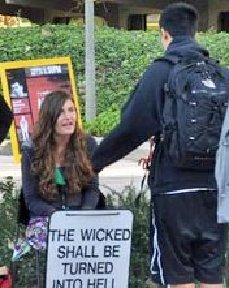 THE WICKED
SHALL BE
TURNED
INTO HELL